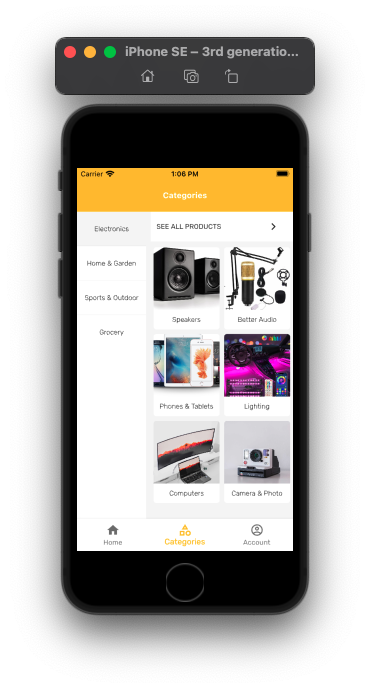 iPhone SE – 3rd generatio...
Carrier
1:06 PM
Categories
Electronics
Home & Garden
Sports & Outdoor
Grocery
SEE ALL PRODUCTS
Speakers
Better Audio
Phones & Tablets
Lighting
Computers
Camera & Photo
Home
Categories
Account